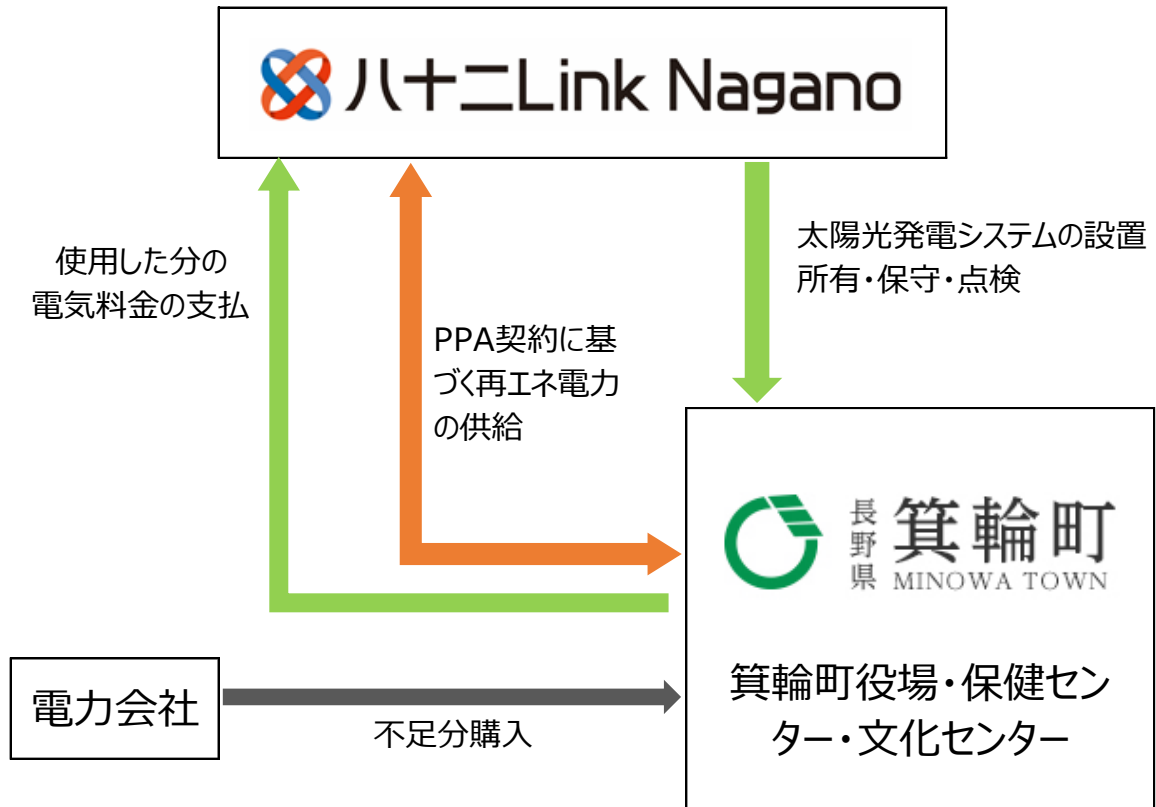 八十二Link Nagano
使用した分の
電気料金の支払
太陽光発電システムの設置
所有・保守・点検
PPA契約に基
づく再エネ電力
の供給
長野県
箕輪町
MINOWA TOWN
箕輪町役場・保健セン
ター・文化センター
電力会社
不足分購入